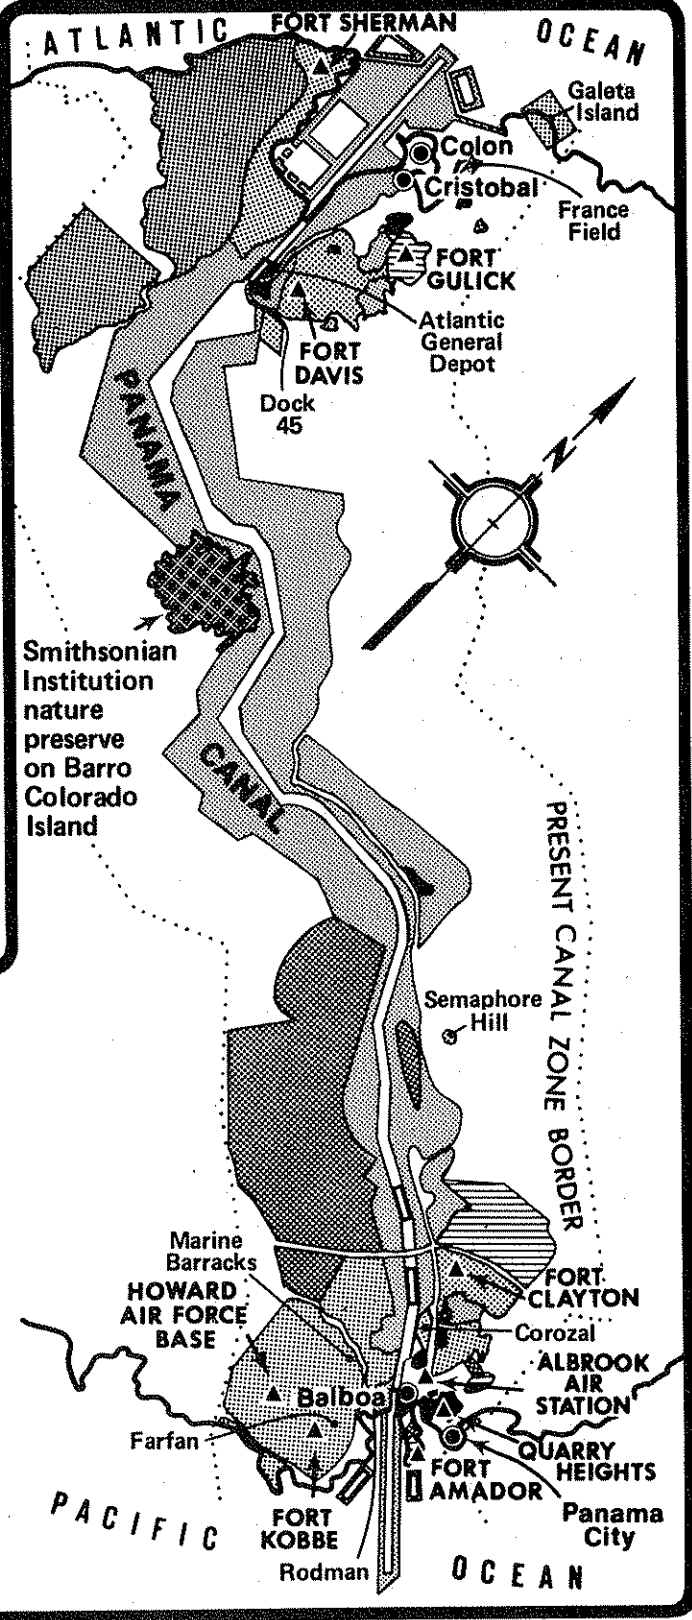 FORT SHERMAN
ATLANTIC
OCEAN
Galeta
Island
Colon
Cristobal
France
Field
FORT
GULICK
Atlantic
General
Depot
FORT
DAVIS
Dock
45
PANAMA
N
Smithsonian
Institution
nature
preserve
on Barro
Colorado
Island
CANAL
PRESENT CANAL ZONE BORDER
Semaphore
Hill
Marine
Barracks
HOWARD
AIR FORCE
BASE
FORT
CLAYTON
Corozal
ALBROOK
AIR
STATION
Balboa
Farfan
QUARRY
HEIGHTS
FORT
AMADOR
Panama
City
FORT
KOBBE
Rodman
PACIFIC
OCEAN